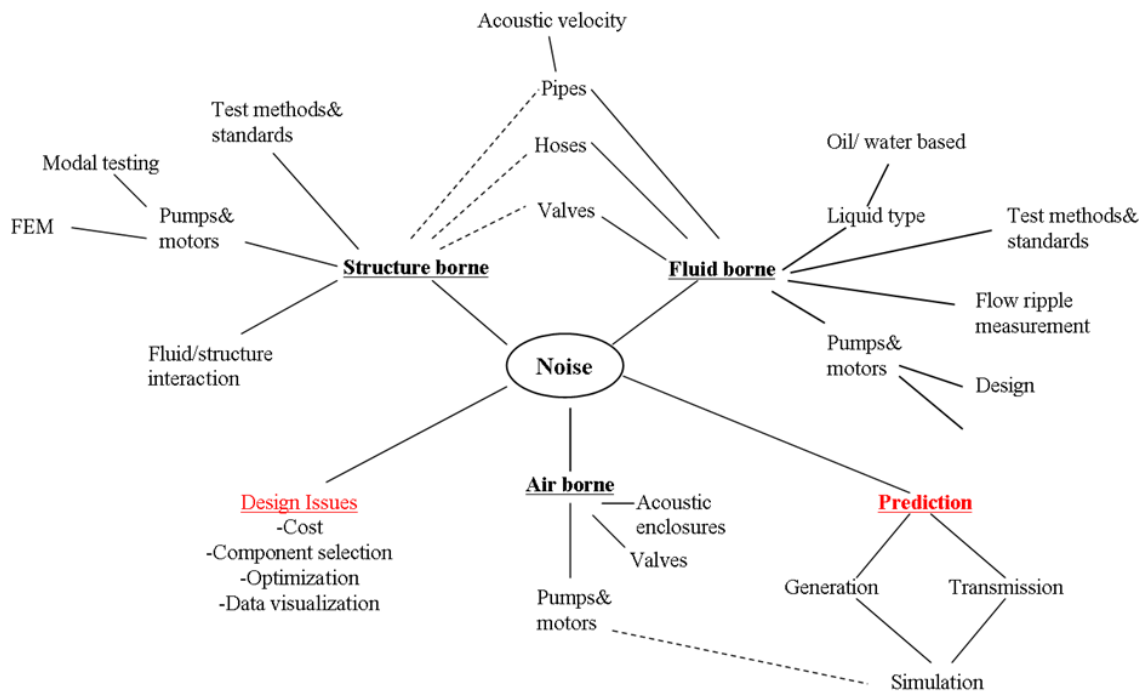 Acoustic velocity
Pipes
Test methods&
standards
Hoses
Oil/ water based
Modal testing
Valves
Liquid type
Test methods&
standards
FEM
Pumps&
motors
Structure borne
Fluid borne
Flow ripple
measurement
Fluid/structure
interaction
Noise
Pumps&
motors
Design
Design Issues
-Cost
-Component selection
-Optimization
-Data visualization
Air borne
Acoustic
enclosures
Valves
Pumps&
motors
Prediction
Generation
Transmission
Simulation